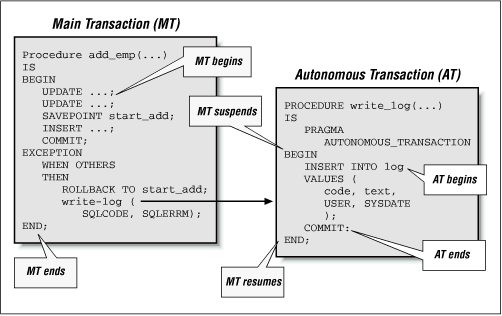 Main Transaction (MT)
Procedure add_emp(...)
IS
BEGIN
UPDATE ...;
UPDATE ...;
SAVEPOINT start_add;
INSERT ...;
COMMIT;
EXCEPTION
WHEN OTHERS
THEN
ROLLBACK TO start_add;
write-log (
SQLCODE, SQLERRM);
END;
MT begins
MT ends
Autonomous Transaction (AT)
MT suspends
PROCEDURE write_log(...)
IS
PRAGMA
AUTONOMOUS_TRANSACTION
BEGIN
INSERT INTO log
VALUES (
code, text,
USER, SYSDATE
);
COMMIT:
END;
AT begins
AT ends
MT resumes